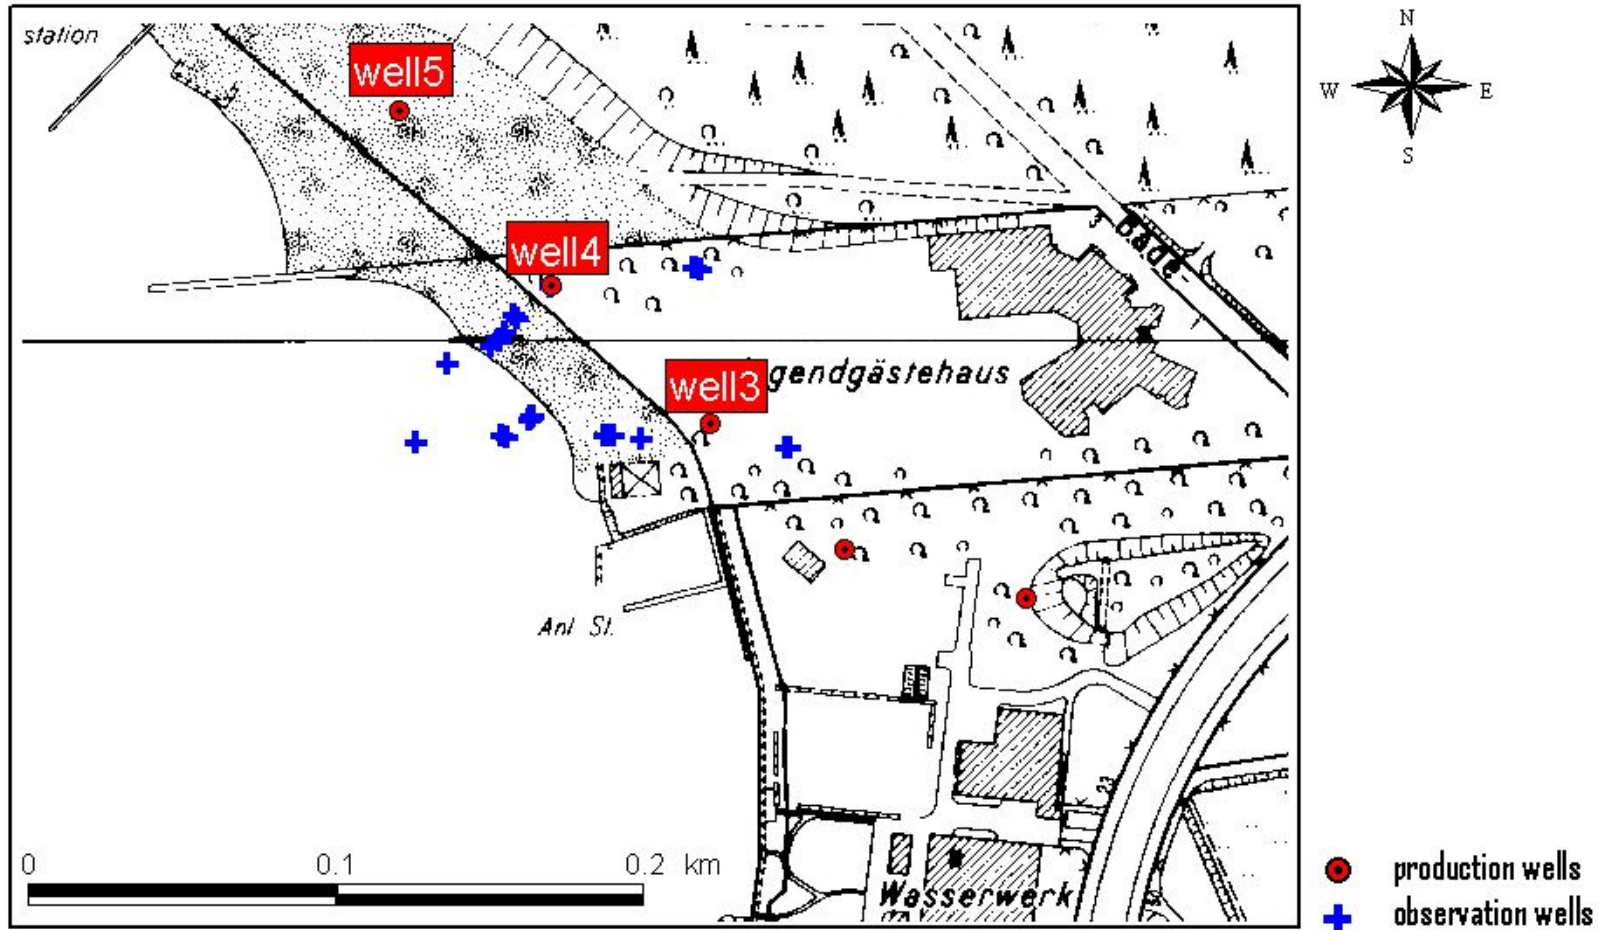 station
well5
N
W E
S
well4
Bade-
well3
gendgästehaus
Anl. St.
0 0.1 0.2 km
Wasserwerk
production wells
observation wells